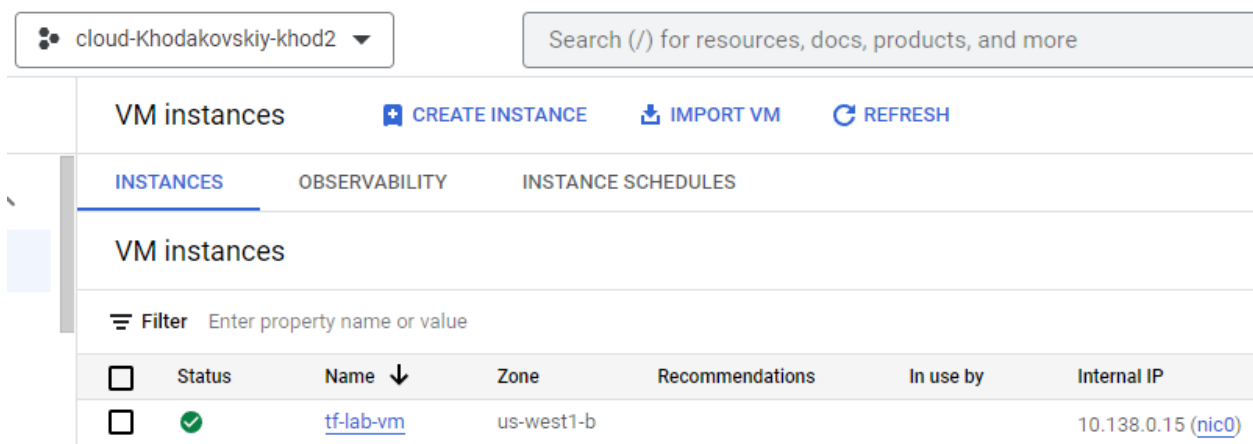 cloud-Khodakovskiy-khod2 Search (/) for resources, docs, products, and more
VM instances CREATE INSTANCE IMPORT VM REFRESH
INSTANCES OBSERVABILITY INSTANCE SCHEDULES
VM instances
Filter Enter property name or value
Status Name Zone Recommendations In use by Internal IP
tf-lab-vm us-west1-b 10.138.0.15 (nic0)